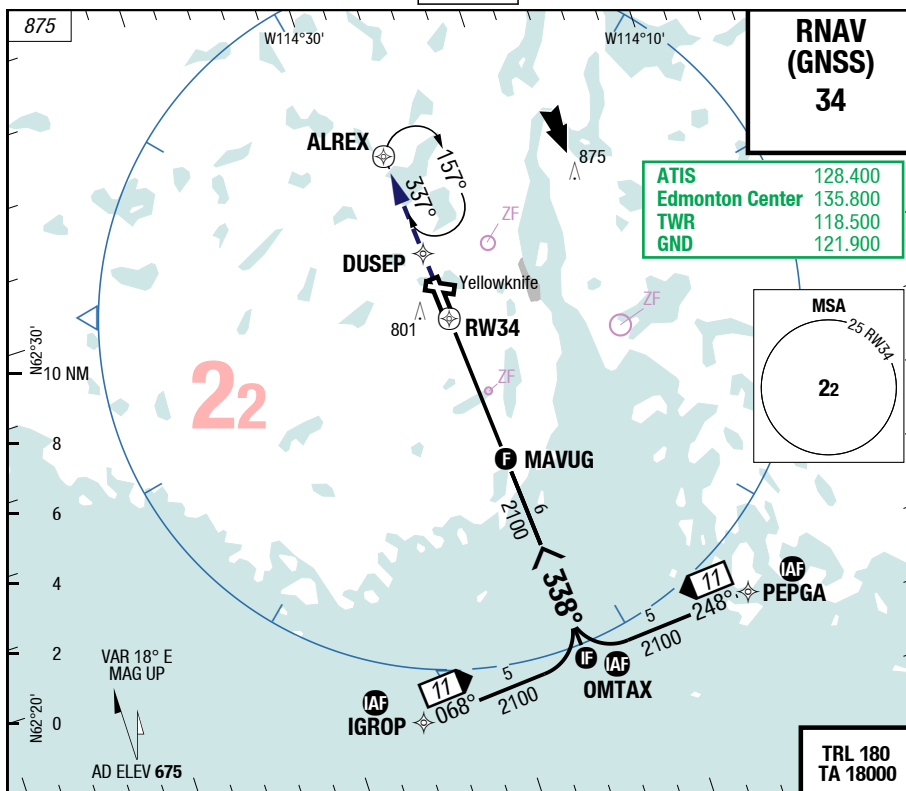 875
W114°30'
W114°10'
RNAV
(GNSS)
34
ALREX
157°
337°
875
ATIS 128.400
Edmonton Center 135.800
TWR 118.500
GND 121.900
ZF
DUSEP
Yellowknife
ZF
801
RW34
MSA
25 RW34
22
N62°30'
10 NM
22
ZF
8
F MAVUG
6
6
2100
4
338°
11
IAF
PEPGA
248°
5
2100
2
VAR 18° E
MAG UP
IF IAF
OMTAX
5
11
068°
2100
IAF
IGROP
N62°20'
0
AD ELEV 675
TRL 180
TA 18000